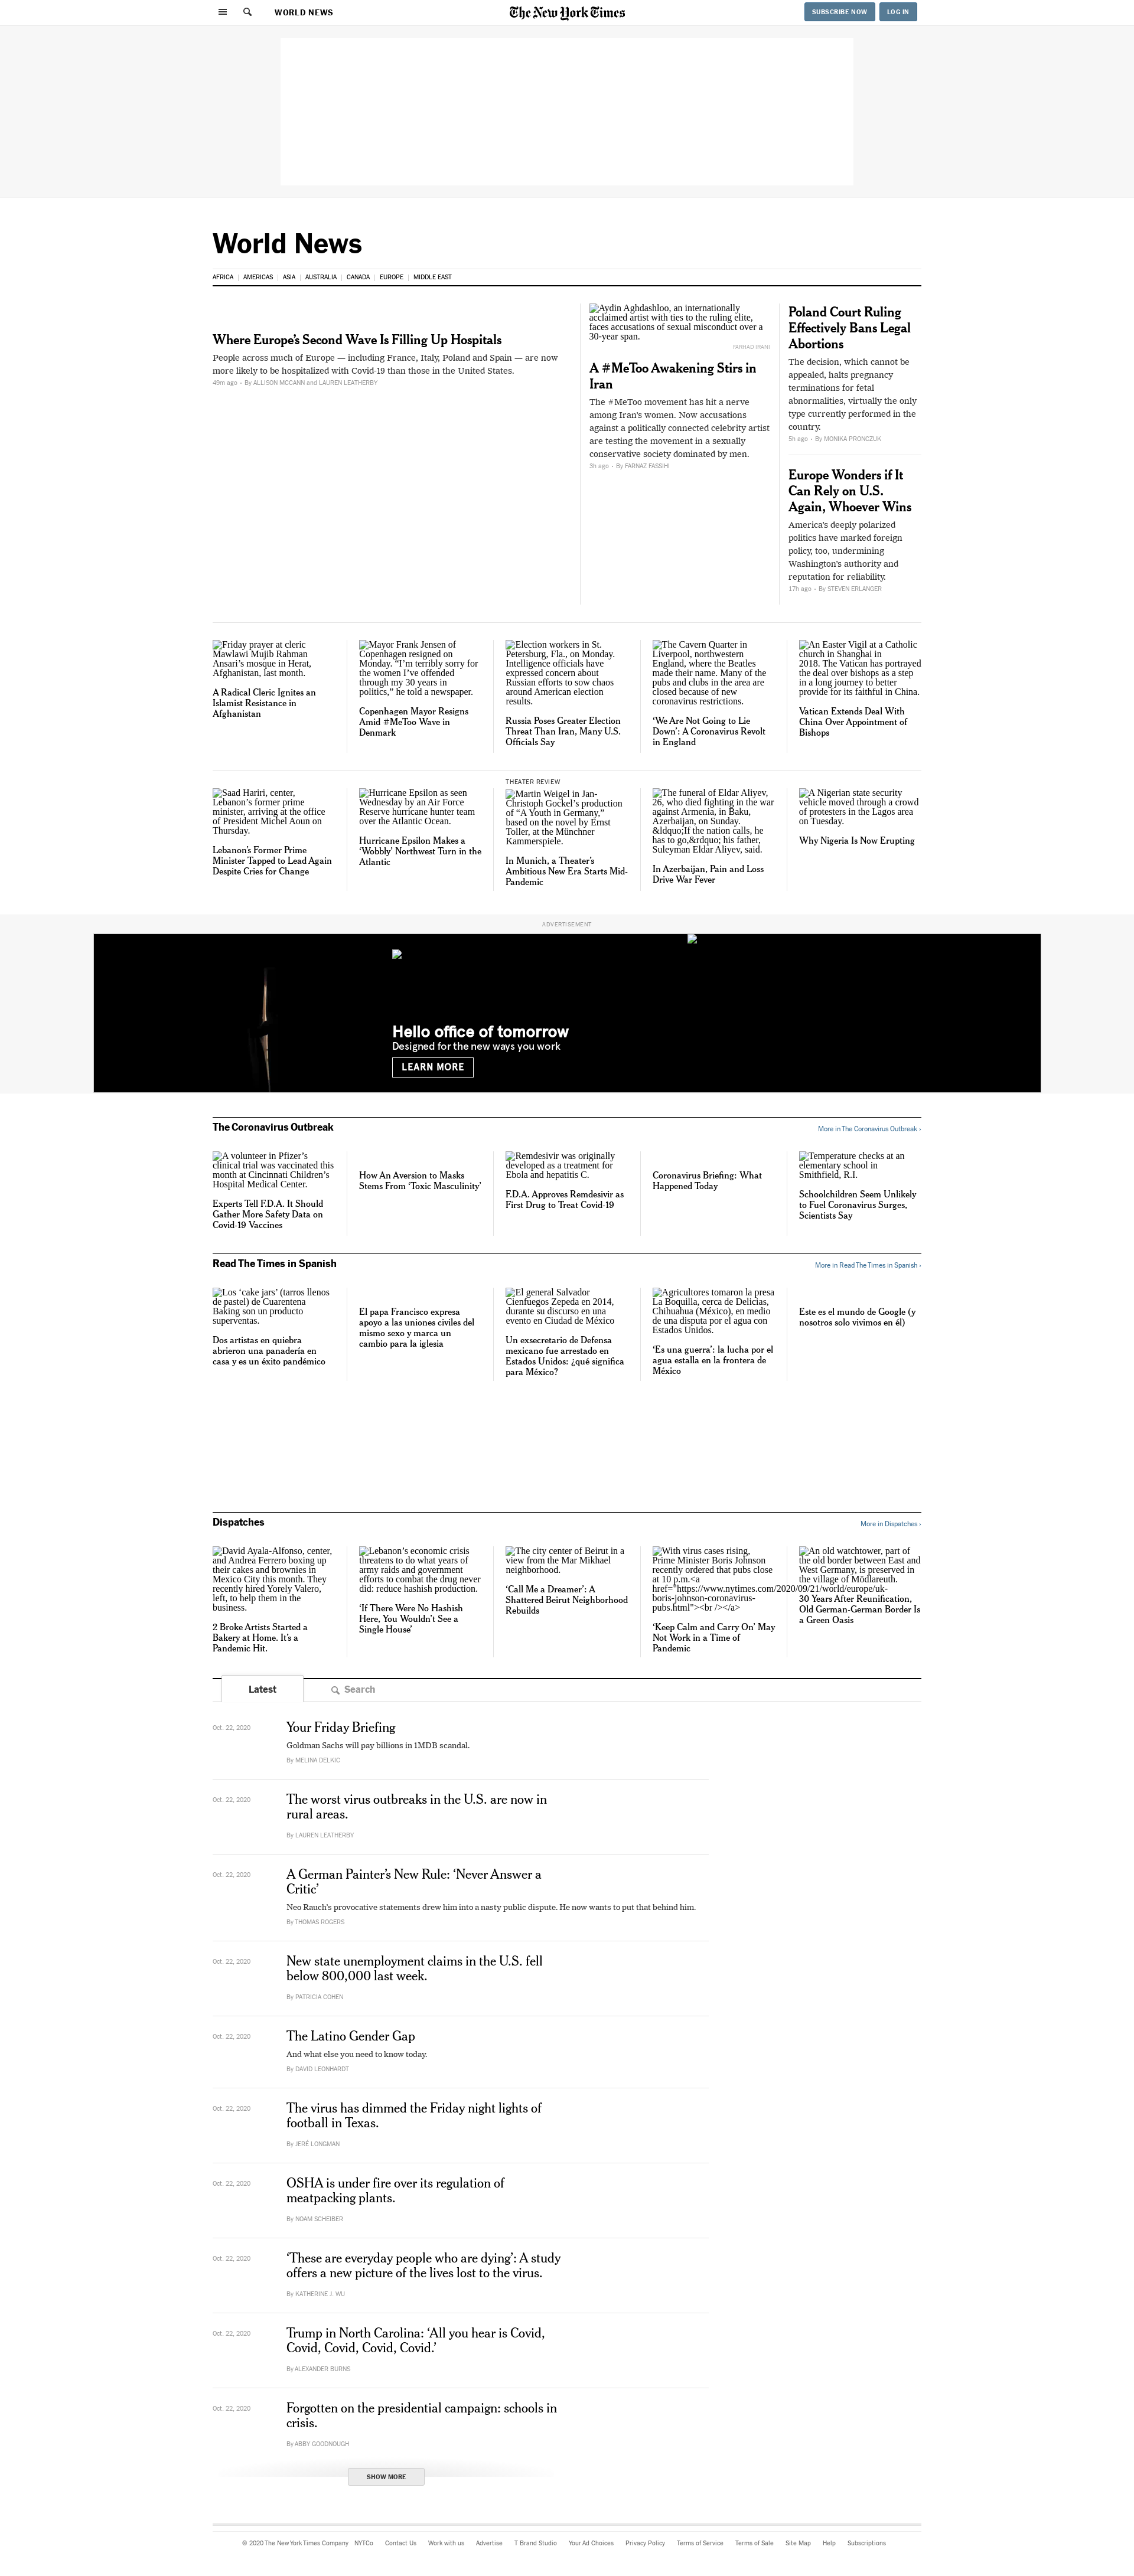 WORLD NEWS
The New York Times
SUBSCRIBE NOW
LOG IN
World News
AFRICA
AMERICAS
ASIA
AUSTRALIA
CANADA
EUROPE
MIDDLE EAST
Where Europe's Second Wave Is Filling Up Hospitals
People across much of Europe — including France, Italy, Poland and Spain — are now
more likely to be hospitalized with Covid-19 than those in the United States.
49m ago • By ALLISON MCCANN and LAUREN LEATHERBY
Aydin Aghdashloo, an internationally
acclaimed artist with ties to the ruling elite,
faces accusations of sexual misconduct over a
30-year span.
FARHAD IRANI
A #MeToo Awakening Stirs in
Iran
The #MeToo movement has hit a nerve
among Iran's women. Now accusations
against a politically connected celebrity artist
are testing the movement in a sexually
conservative society dominated by men.
3h ago • By FARNAZ FASSIHI
Poland Court Ruling
Effectively Bans Legal
Abortions
The decision, which cannot be
appealed, halts pregnancy
terminations for fetal
abnormalities, virtually the only
type currently performed in the
country.
5h ago • By MONIKA PRONCZUK
Europe Wonders if It
Can Rely on U.S.
Again, Whoever Wins
America's deeply polarized
politics have marred foreign
policy, too, undermining
Washington's authority and
reputation for reliability.
17h ago • By STEVEN ERLANGER
Friday prayer at cleric
Mawlawi Mujib Rahman
Ansari's mosque in Herat,
Afghanistan, last month.
A Radical Cleric Ignites an
Islamist Resistance in
Afghanistan
Mayor Frank Jensen of
Copenhagen resigned on
Monday. "I'm terribly sorry for
the women I've offended
through my 30 years in
politics," he told a newspaper.
Copenhagen Mayor Resigns
Amid #MeToo Wave in
Denmark
Election workers in St.
Petersburg, Fla., on Monday.
Intelligence officials have
expressed concern about
Russian efforts to sow chaos
around American election
results.
Russia Poses Greater Election
Threat Than Iran, Many U.S.
Officials Say
The Cavern Quarter in
Liverpool, northwestern
England, where the Beatles
made their name. Many of the
pubs and clubs in the area are
closed because of new
coronavirus restrictions.
'We Are Not Going to Lie
Down': A Coronavirus Revolt
in England
An Easter Vigil at a Catholic
church in Shanghai in
2018. The Vatican has portrayed
the deal over bishops as a step
in a long journey to better
provide for its faithful in China.
Vatican Extends Deal With
China Over Appointment of
Bishops
Saad Hariri, center,
Lebanon's former prime
minister, arriving at the office
of President Michel Aoun on
Thursday.
Lebanon's Former Prime
Minister Tapped to Lead Again
Despite Cries for Change
Hurricane Epsilon as seen
Wednesday by an Air Force
Reserve hurricane hunter team
over the Atlantic Ocean.
Hurricane Epsilon Makes a
'Wobbly' Northwest Turn in the
Atlantic
THEATER REVIEW
Martin Weigel in Jan-
Christoph Gockel's production
of "A Youth in Germany,"
based on the novel by Ernst
Toller, at the Münchner
Kammerspiele.
In Munich, a Theater's
Ambitious New Era Starts Mid-
Pandemic
The funeral of Eldar Aliyev,
26, who died fighting in the war
against Armenia, in Baku,
Azerbaijan, on Sunday.
&ldquo;If the nation calls, he
has to go,&rdquo; his father,
Suleyman Eldar Aliyev, said.
In Azerbaijan, Pain and Loss
Drive War Fever
A Nigerian state security
vehicle moved through a crowd
of protesters in the Lagos area
on Tuesday.
Why Nigeria Is Now Erupting
ADVERTISEMENT
Hello office of tomorrow
Designed for the new ways you work
LEARN MORE
The Coronavirus Outbreak
More in The Coronavirus Outbreak ›
A volunteer in Pfizer's
clinical trial was vaccinated this
month at Cincinnati Children's
Hospital Medical Center.
Experts Tell F.D.A. It Should
Gather More Safety Data on
Covid-19 Vaccines
How An Aversion to Masks
Stems From 'Toxic Masculinity'
Remdesivir was originally
developed as a treatment for
Ebola and hepatitis C.
F.D.A. Approves Remdesivir as
First Drug to Treat Covid-19
Coronavirus Briefing: What
Happened Today
Temperature checks at an
elementary school in
Smithfield, R.I.
Schoolchildren Seem Unlikely
to Fuel Coronavirus Surges,
Scientists Say
Read The Times in Spanish
More in Read The Times in Spanish ›
Los 'cake jars' (tarros llenos
de pastel) de Cuarentena
Baking son un producto
superventas.
Dos artistas en quiebra
abrieron una panadería en
casa y es un éxito pandémico
El papa Francisco expresa
apoyo a las uniones civiles del
mismo sexo y marca un
cambio para la iglesia
El general Salvador
Cienfuegos Zepeda en 2014,
durante su discurso en una
evento en Ciudad de México
Un exsecretario de Defensa
mexicano fue arrestado en
Estados Unidos: ¿qué significa
para México?
Agricultores tomaron la presa
La Boquilla, cerca de Delicias,
Chihuahua (México), en medio
de una disputa por el agua con
Estados Unidos.
'Es una guerra': la lucha por el
agua estalla en la frontera de
México
Este es el mundo de Google (y
nosotros solo vivimos en él)
Dispatches
More in Dispatches ›
David Ayala-Alfonso, center,
and Andrea Ferrero boxing up
their cakes and brownies in
Mexico City this month. They
recently hired Yorely Valero,
left, to help them in the
business.
2 Broke Artists Started a
Bakery at Home. It's a
Pandemic Hit.
Lebanon's economic crisis
threatens to do what years of
army raids and government
efforts to combat the drug never
did: reduce hashish production.
'If There Were No Hashish
Here, You Wouldn't See a
Single House'
The city center of Beirut in a
view from the Mar Mikhael
neighborhood.
'Call Me a Dreamer': A
Shattered Beirut Neighborhood
Rebuilds
With virus cases rising,
Prime Minister Boris Johnson
recently ordered that pubs close
at 10 p.m.<a
href="https://www.nytimes.com/2020/09/21/world/europe/uk-
boris-johnson-coronavirus-
pubs.html"><br /></a>
'Keep Calm and Carry On' May
Not Work in a Time of
Pandemic
An old watchtower, part of
the old border between East and
West Germany, is preserved in
the village of Mödlareuth.
30 Years After Reunification,
Old German-German Border Is
a Green Oasis
Latest
Search
Oct. 22, 2020
Your Friday Briefing
Goldman Sachs will pay billions in 1MDB scandal.
By MELINA DELKIC
Oct. 22, 2020
The worst virus outbreaks in the U.S. are now in
rural areas.
By LAUREN LEATHERBY
Oct. 22, 2020
A German Painter's New Rule: 'Never Answer a
Critic'
Neo Rauch's provocative statements drew him into a nasty public dispute. He now wants to put that behind him.
By THOMAS ROGERS
Oct. 22, 2020
New state unemployment claims in the U.S. fell
below 800,000 last week.
By PATRICIA COHEN
Oct. 22, 2020
The Latino Gender Gap
And what else you need to know today.
By DAVID LEONHARDT
Oct. 22, 2020
The virus has dimmed the Friday night lights of
football in Texas.
By JERÉ LONGMAN
Oct. 22, 2020
OSHA is under fire over its regulation of
meatpacking plants.
By NOAM SCHEIBER
Oct. 22, 2020
'These are everyday people who are dying': A study
offers a new picture of the lives lost to the virus.
By KATHERINE J. WU
Oct. 22, 2020
Trump in North Carolina: 'All you hear is Covid,
Covid, Covid, Covid, Covid.'
By ALEXANDER BURNS
Oct. 22, 2020
Forgotten on the presidential campaign: schools in
crisis.
By ABBY GOODNOUGH
SHOW MORE
© 2020 The New York Times Company
NYTCo
Contact Us
Work with us
Advertise
T Brand Studio
Your Ad Choices
Privacy Policy
Terms of Service
Terms of Sale
Site Map
Help
Subscriptions